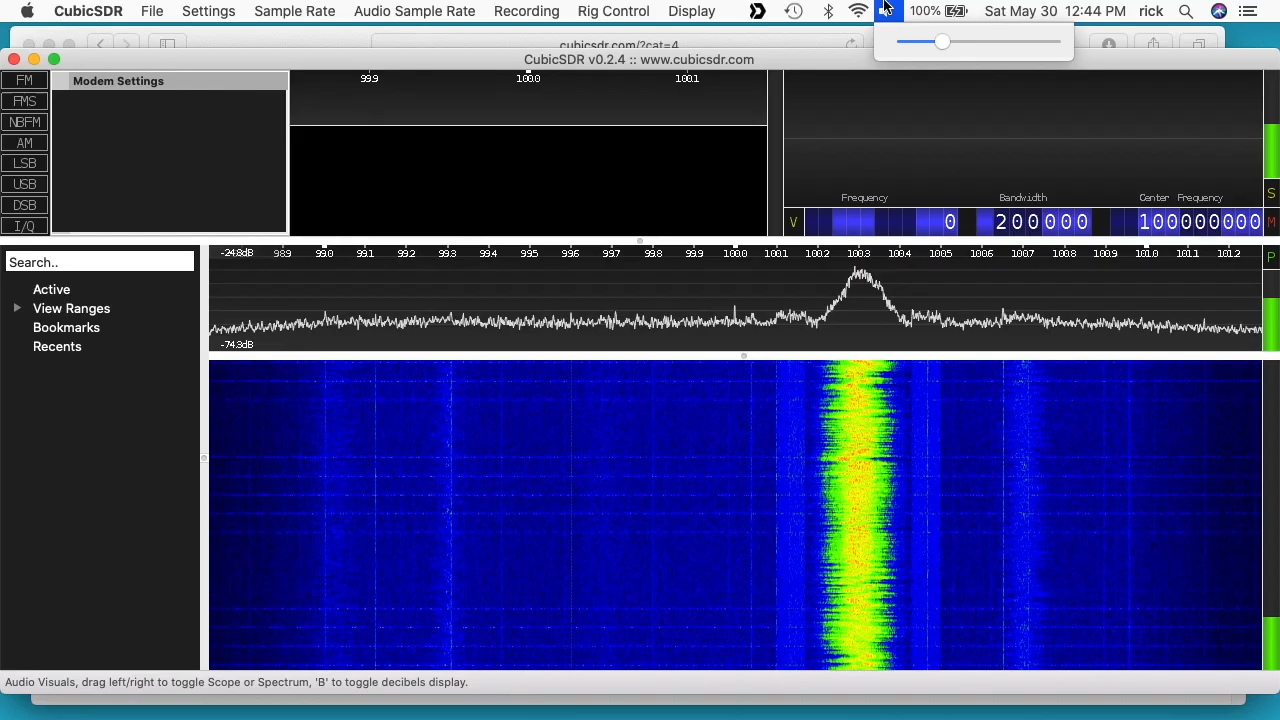 CubicSDR File Settings Sample Rate Audio Sample Rate Recording Rig Control Display 100% Sat May 30 12:44 PM rick
cubicsdr.com/?cat=4
CubicSDR v0.2.4 :: www.cubicsdr.com
FM
FMS
NBFM
AM
LSB
USB
DSB
I/Q
Modem Settings
99.9 100.0 100.1
Frequency Bandwidth Center Frequency
V 0 200000 100000000
S
M
P
Search..
Active
View Ranges
Bookmarks
Recents
-24.8dB 98.9 99.0 99.1 99.2 99.3 99.4 99.5 99.6 99.7 99.8 99.9 100.0 100.1 100.2 100.3 100.4 100.5 100.6 100.7 100.8 100.9 101.0 101.1 101.2
-74.3dB
Audio Visuals, drag left/right to toggle Scope or Spectrum, 'B' to toggle decibels display.